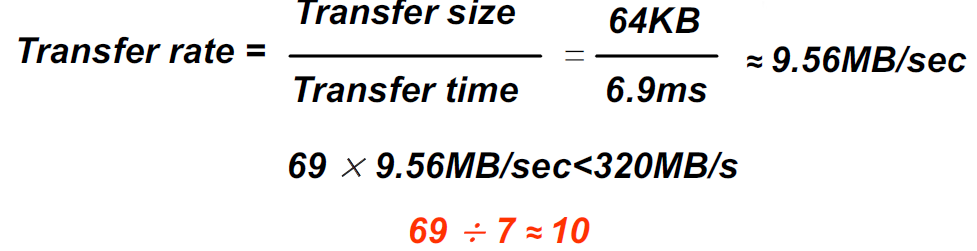 Transfer rate = Transfer size / Transfer time = 64KB / 6.9ms ≈ 9.56MB/sec
69 × 9.56MB/sec<320MB/s
69 ÷ 7 ≈ 10